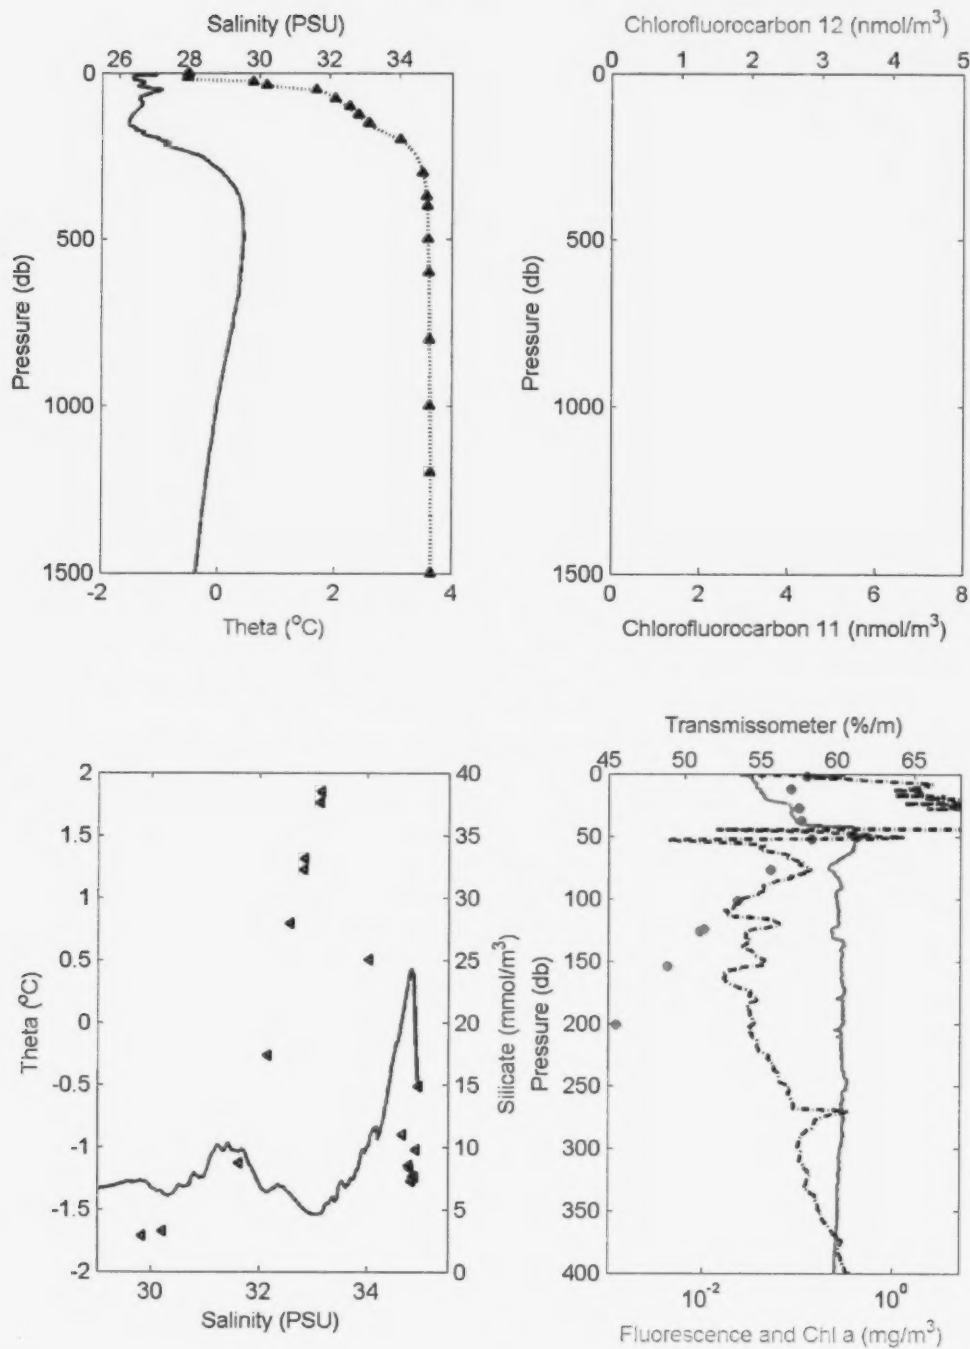 Salinity (PSU)
26 28 30 32 34
0
500
1000
1500
Pressure (db)
-2 0 2 4
Theta (°C)
Chlorofluorocarbon 12 (nmol/m³)
0 1 2 3 4 5
0
500
1000
1500
Pressure (db)
0 2 4 6 8
Chlorofluorocarbon 11 (nmol/m³)
2
1.5
1
0.5
0
-0.5
-1
-1.5
-2
Theta (°C)
40
35
30
25
20
15
10
5
0
Silicate (mmol/m³)
30 32 34
Salinity (PSU)
Transmissometer (%/m)
45 50 55 60 65
0
50
100
150
200
250
300
350
400
Pressure (db)
10⁻² 10⁰
Fluorescence and Chl a (mg/m³)